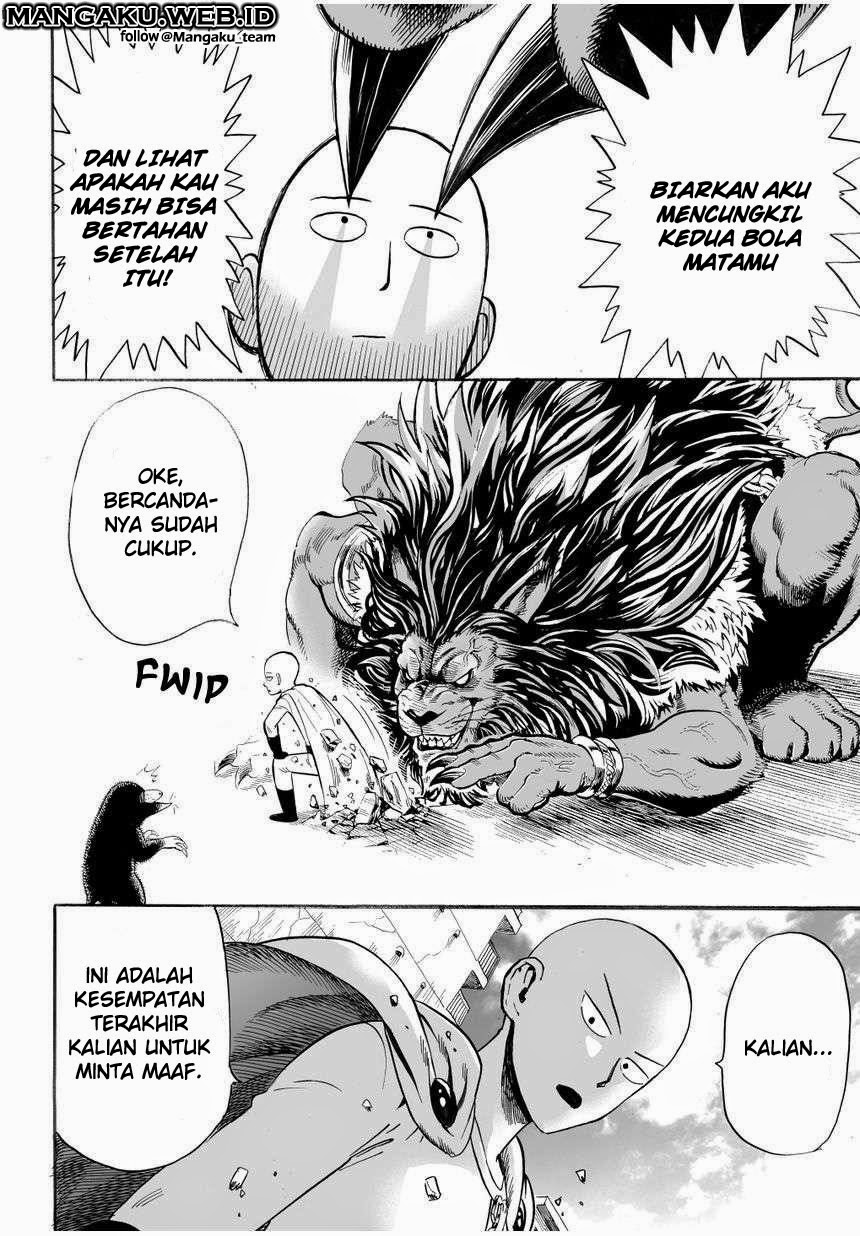 MANGAKU.WEB.ID
follow @Mangaku_team
BIARKAN AKU
MENCUNGKIL
KEDUA BOLA
MATAMU
DAN LIHAT
APAKAH KAU
MASIH BISA
BERTAHAN
SETELAH
ITU!
OKE,
BERCANDA-
NYA SUDAH
CUKUP.
FWIP
KALIAN...
INI ADALAH
KESEMPATAN
TERAKHIR
KALIAN UNTUK
MINTA MAAF.